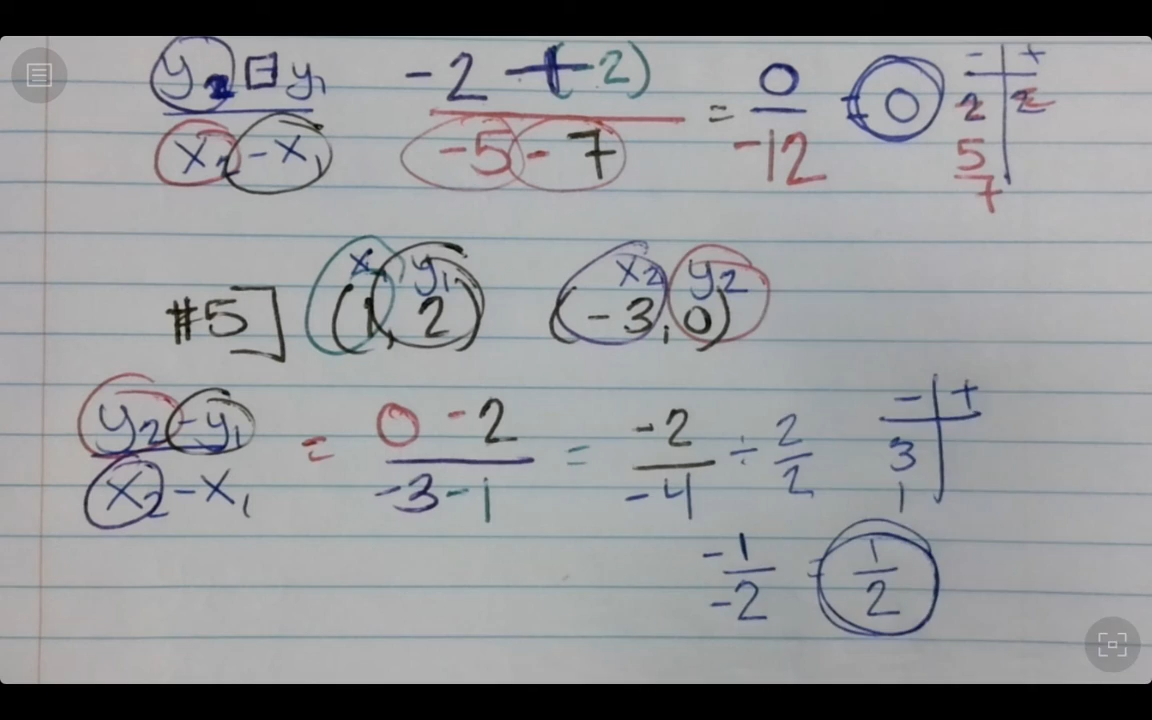 y₂ - y₁ -2 +(-2) - +
x₂ - x₁ -5 - 7 = 0/-12 = 0 2 2
5
7
#5] (1, 2) (-3, 0)
x₁ y₁ x₂ y₂
y₂ - y₁ = 0 - 2 = -2 ÷ 2 - +
x₂ - x₁ -3 - 1 -4 2 3
1
-1 = 1
-2 2